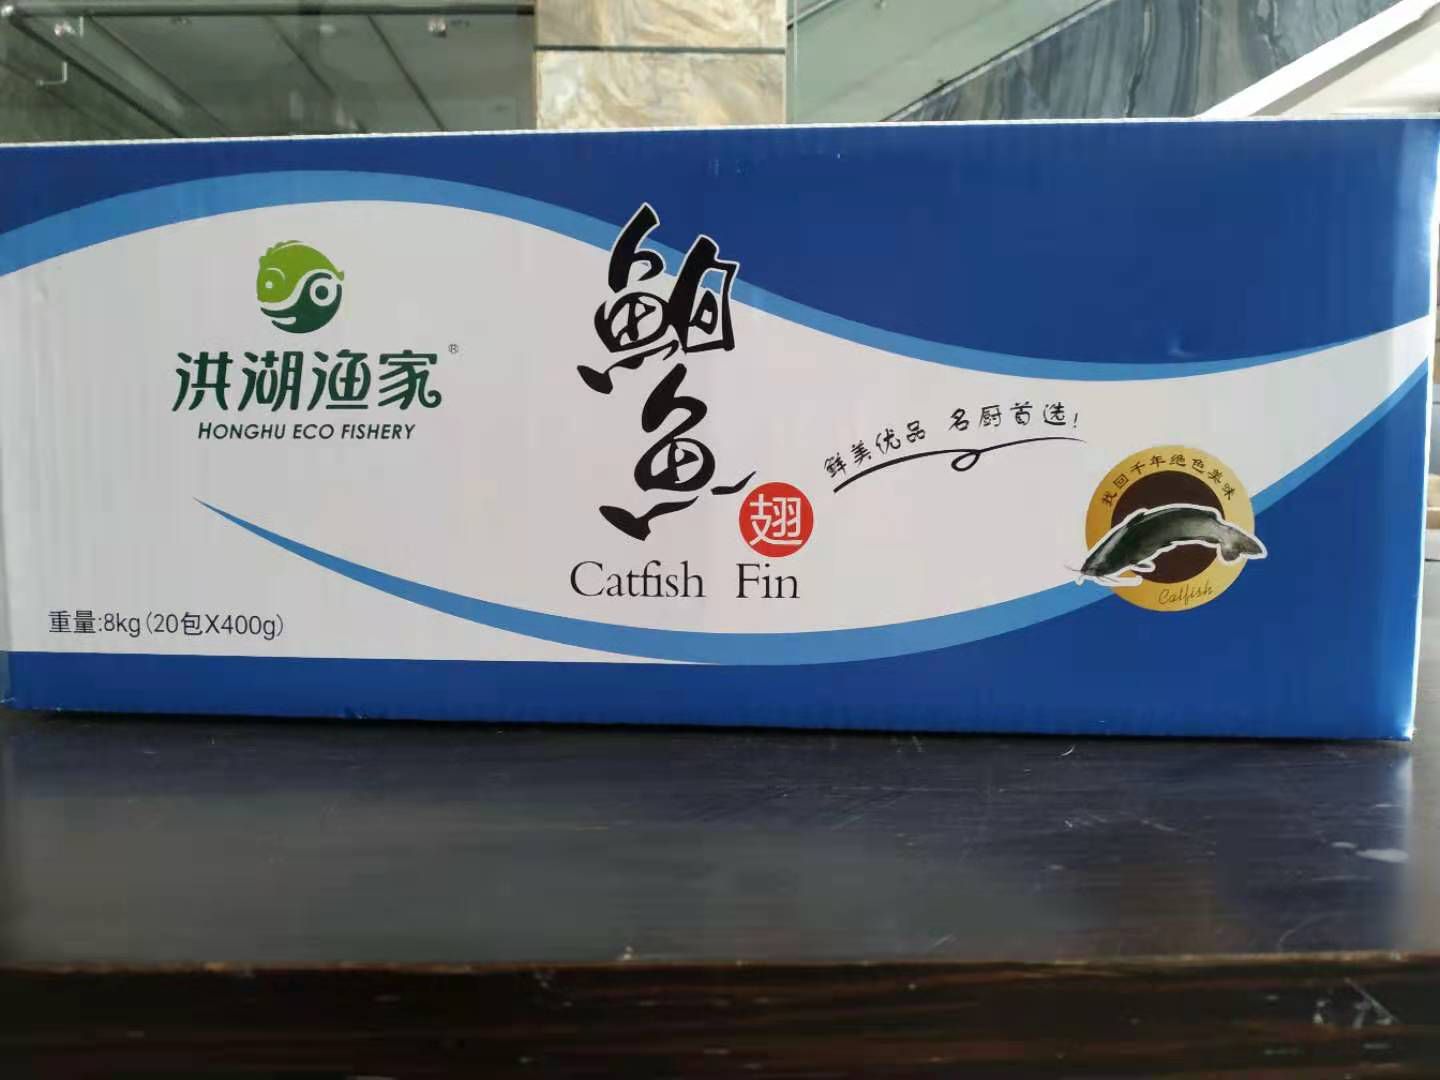 洪湖渔家®
HONGHU ECO FISHERY
重量:8kg(20包X400g)
鮰
魚
翅
Catfish Fin
鲜美优品 名厨首选!
找回千年绝色美味
Catfish